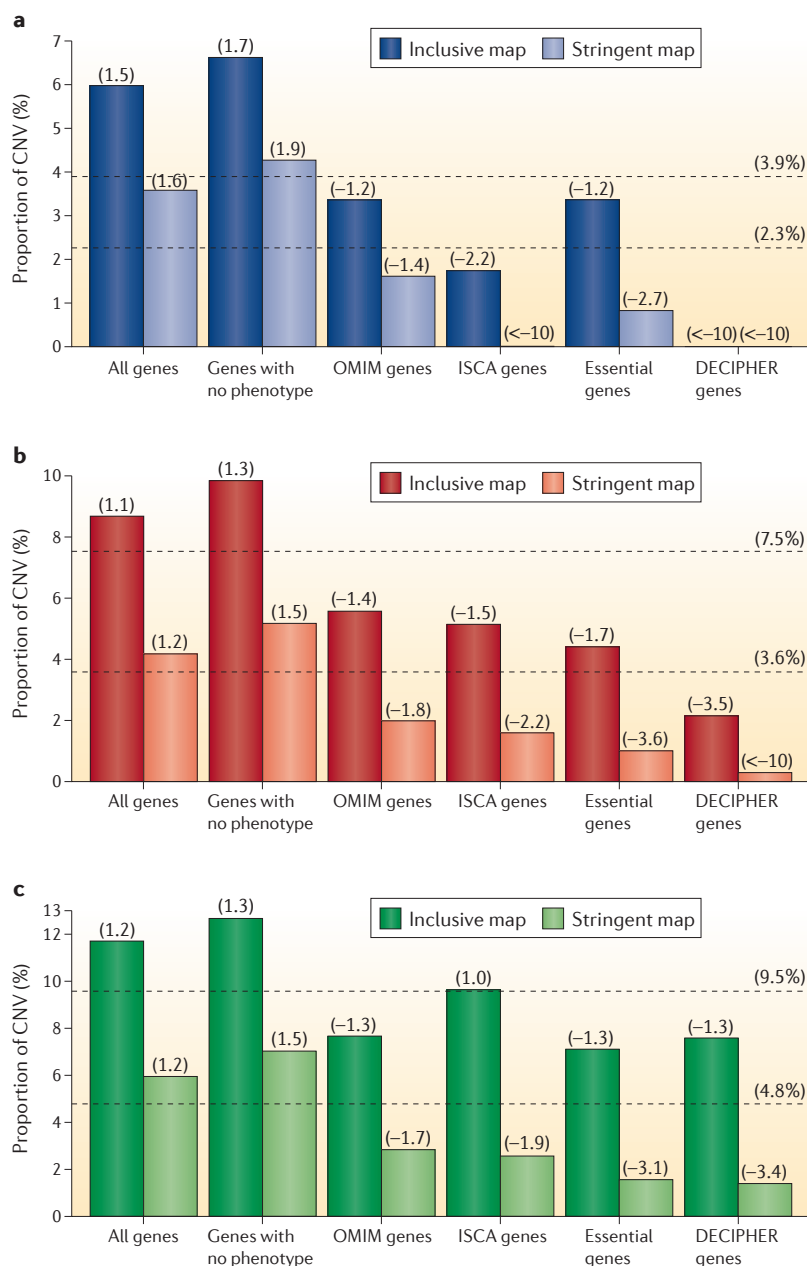 a
Inclusive map Stringent map
Proportion of CNV (%)
7
6
5
4
3
2
1
0
(1.5)
(1.6)
(1.7)
(1.9)
(–1.2)
(–1.4)
(–2.2)
(<–10)
(–1.2)
(–2.7)
(<–10) (<–10)
(3.9%)
(2.3%)
All genes
Genes with
no phenotype
OMIM genes
ISCA genes
Essential
genes
DECIPHER
genes
b
Inclusive map Stringent map
Proportion of CNV (%)
10
8
6
4
2
0
(1.1)
(1.2)
(1.3)
(1.5)
(–1.4)
(–1.8)
(–1.5)
(–2.2)
(–1.7)
(–3.6)
(–3.5)
(<–10)
(7.5%)
(3.6%)
All genes
Genes with
no phenotype
OMIM genes
ISCA genes
Essential
genes
DECIPHER
genes
c
Inclusive map Stringent map
Proportion of CNV (%)
13
12
10
8
6
4
2
0
(1.2)
(1.2)
(1.3)
(1.5)
(–1.3)
(–1.7)
(1.0)
(–1.9)
(–1.3)
(–3.1)
(–1.3)
(–3.4)
(9.5%)
(4.8%)
All genes
Genes with
no phenotype
OMIM genes
ISCA genes
Essential
genes
DECIPHER
genes